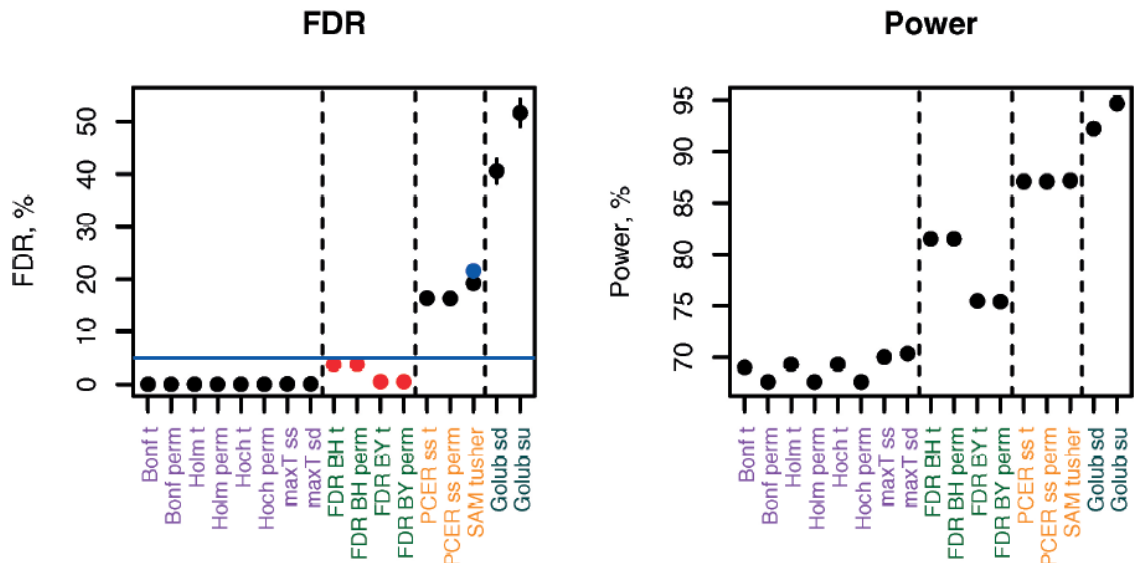 FDR
FDR, %
50
40
30
20
10
0
Bonf t
Bonf perm
Holm t
Holm perm
Hoch t
Hoch perm
maxT ss
maxT sd
FDR BH t
FDR BH perm
FDR BY t
FDR BY perm
PCER ss t
PCER ss perm
SAM tusher
Golub sd
Golub su
Power
Power, %
95
90
85
80
75
70
Bonf t
Bonf perm
Holm t
Holm perm
Hoch t
Hoch perm
maxT ss
maxT sd
FDR BH t
FDR BH perm
FDR BY t
FDR BY perm
PCER ss t
PCER ss perm
SAM tusher
Golub sd
Golub su